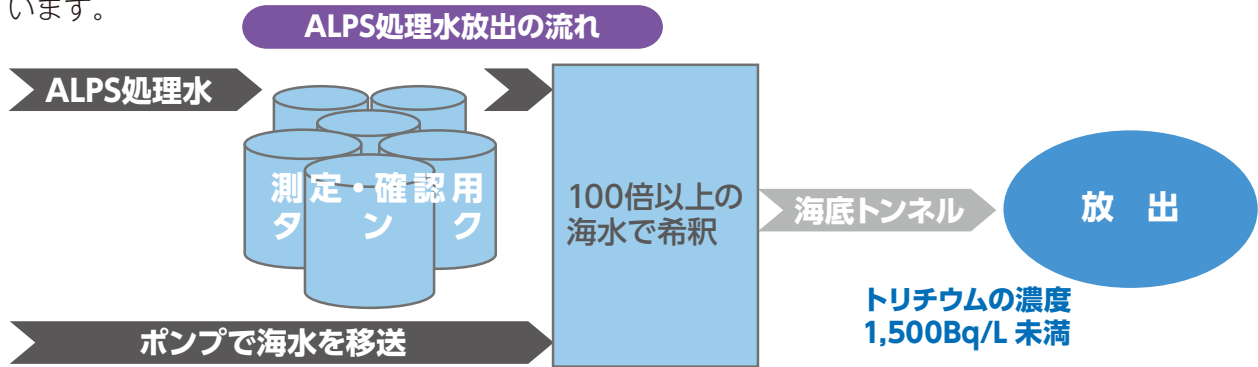 います。
ALPS処理水放出の流れ
ALPS処理水
測定・確認用
タンク
100倍以上の
海水で希釈
海底トンネル
放出
トリチウムの濃度
1,500Bq/L 未満
ポンプで海水を移送